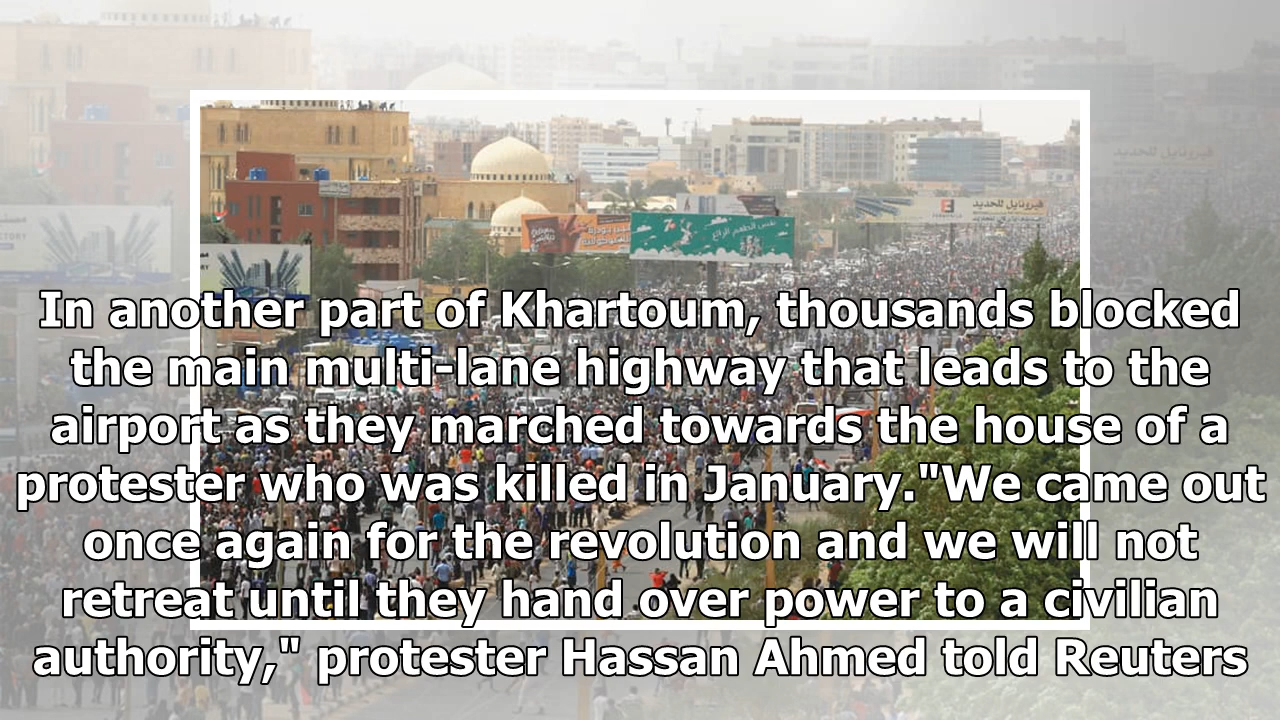 فيرونايل للحديد
In another part of Khartoum, thousands blocked
the main multi-lane highway that leads to the
airport as they marched towards the house of a
protester who was killed in January."We came out
once again for the revolution and we will not
retreat until they hand over power to a civilian
authority," protester Hassan Ahmed told Reuters